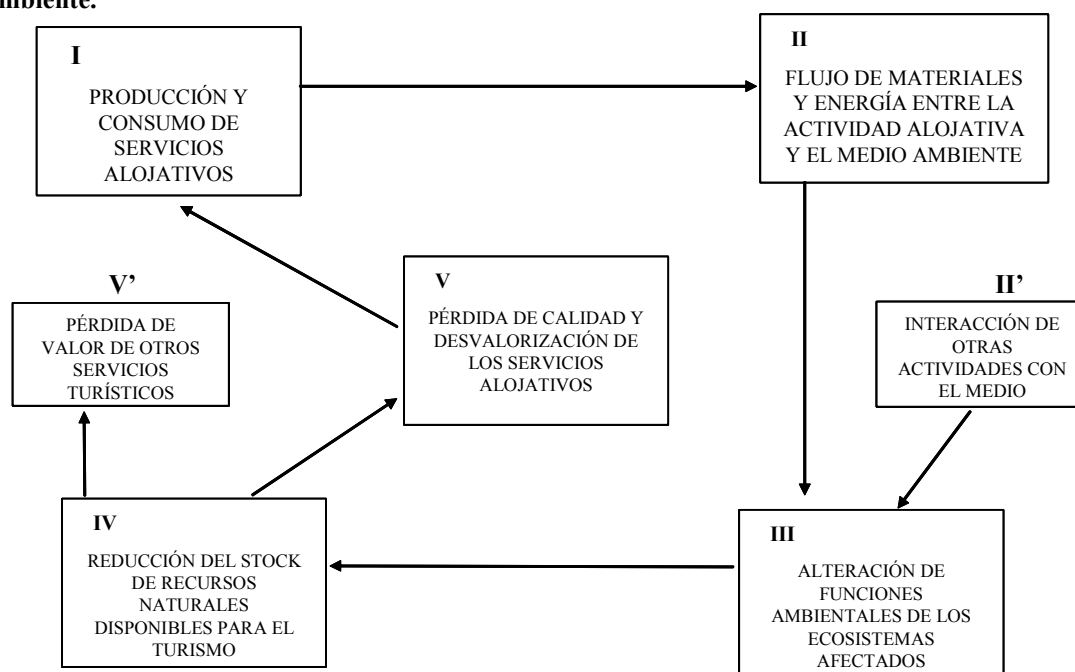 mbiente.
I
PRODUCCIÓN Y
CONSUMO DE
SERVICIOS
ALOJATIVOS
II
FLUJO DE MATERIALES
Y ENERGÍA ENTRE LA
ACTIVIDAD ALOJATIVA
Y EL MEDIO AMBIENTE
V’
PÉRDIDA DE
VALOR DE OTROS
SERVICIOS
TURÍSTICOS
V
PÉRDIDA DE CALIDAD Y
DESVALORIZACIÓN DE
LOS SERVICIOS
ALOJATIVOS
II’
INTERACCIÓN DE
OTRAS
ACTIVIDADES CON
EL MEDIO
IV
REDUCCIÓN DEL STOCK
DE RECURSOS
NATURALES
DISPONIBLES PARA EL
TURISMO
III
ALTERACIÓN DE
FUNCIONES
AMBIENTALES DE LOS
ECOSISTEMAS
AFECTADOS